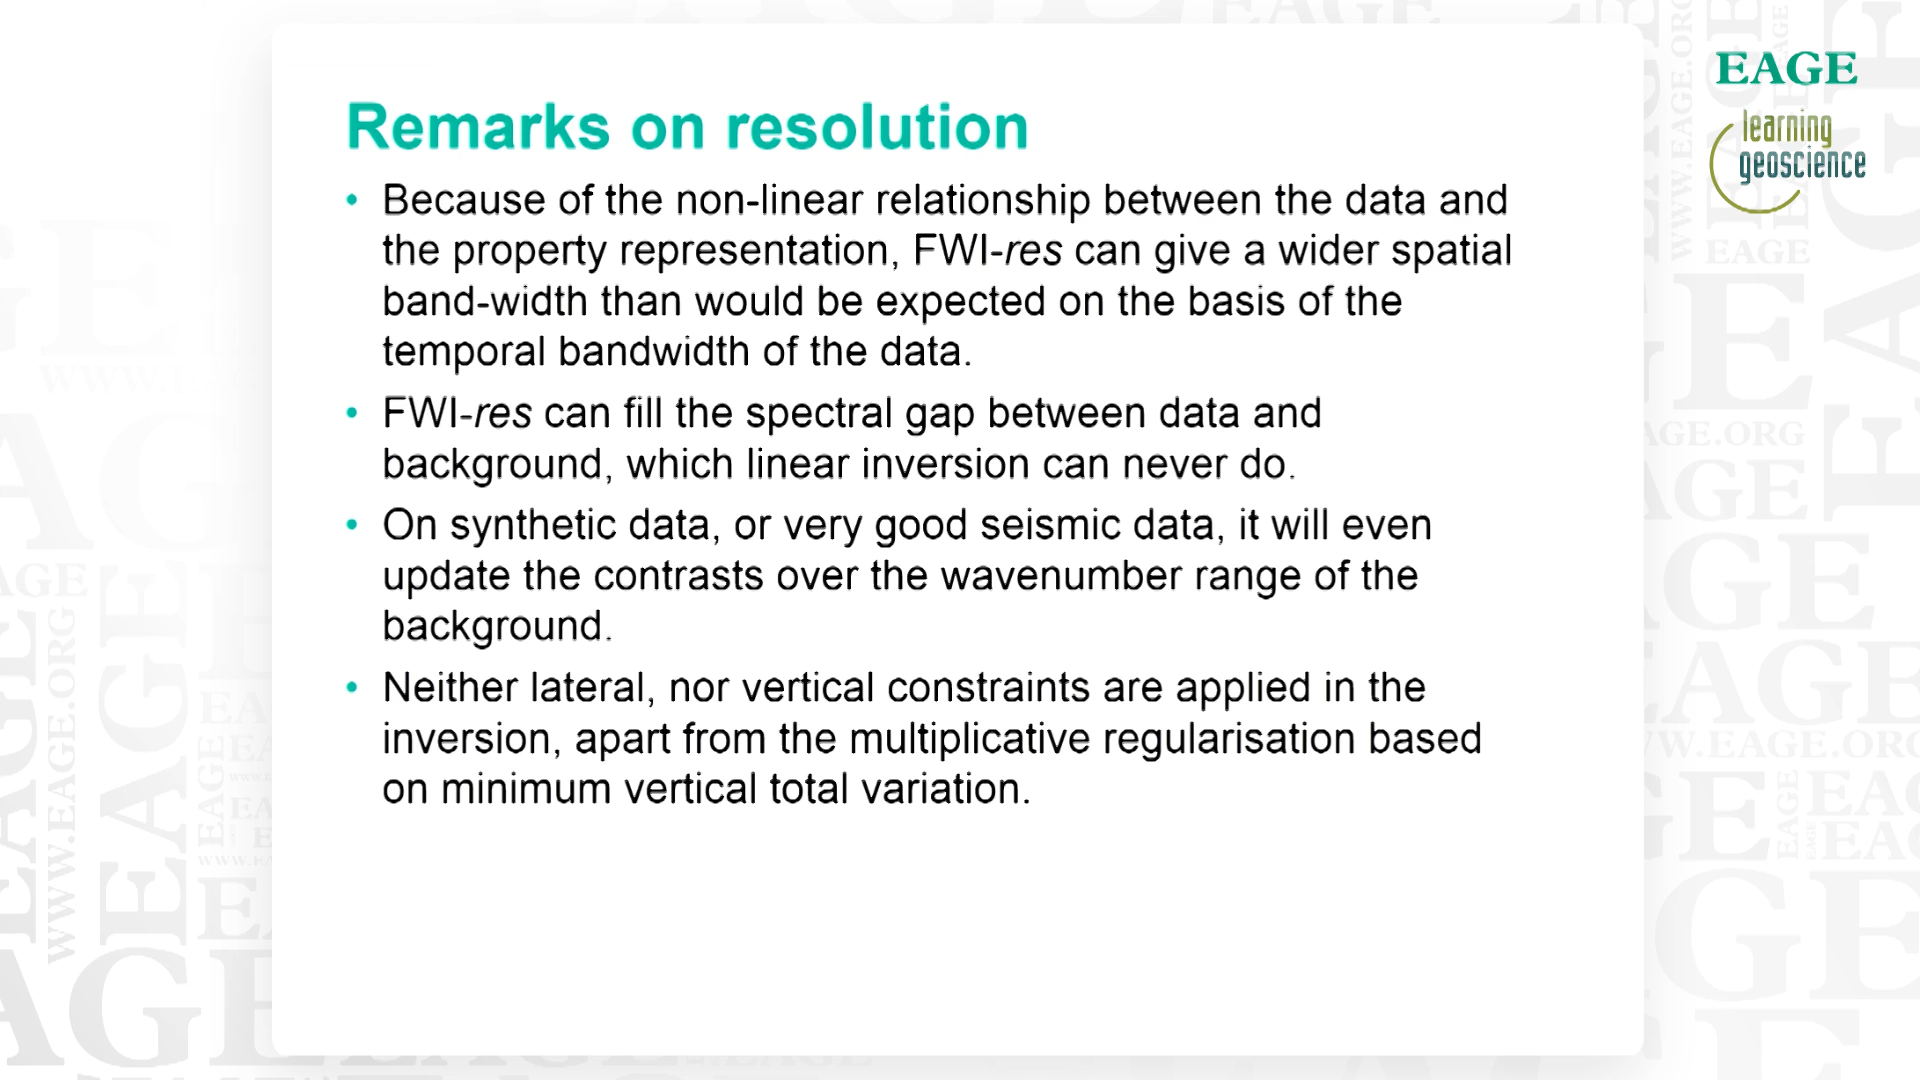 EAGE
learning
geoscience
Remarks on resolution
• Because of the non-linear relationship between the data and
the property representation, FWI-res can give a wider spatial
band-width than would be expected on the basis of the
temporal bandwidth of the data.
• FWI-res can fill the spectral gap between data and
background, which linear inversion can never do.
• On synthetic data, or very good seismic data, it will even
update the contrasts over the wavenumber range of the
background.
• Neither lateral, nor vertical constraints are applied in the
inversion, apart from the multiplicative regularisation based
on minimum vertical total variation.